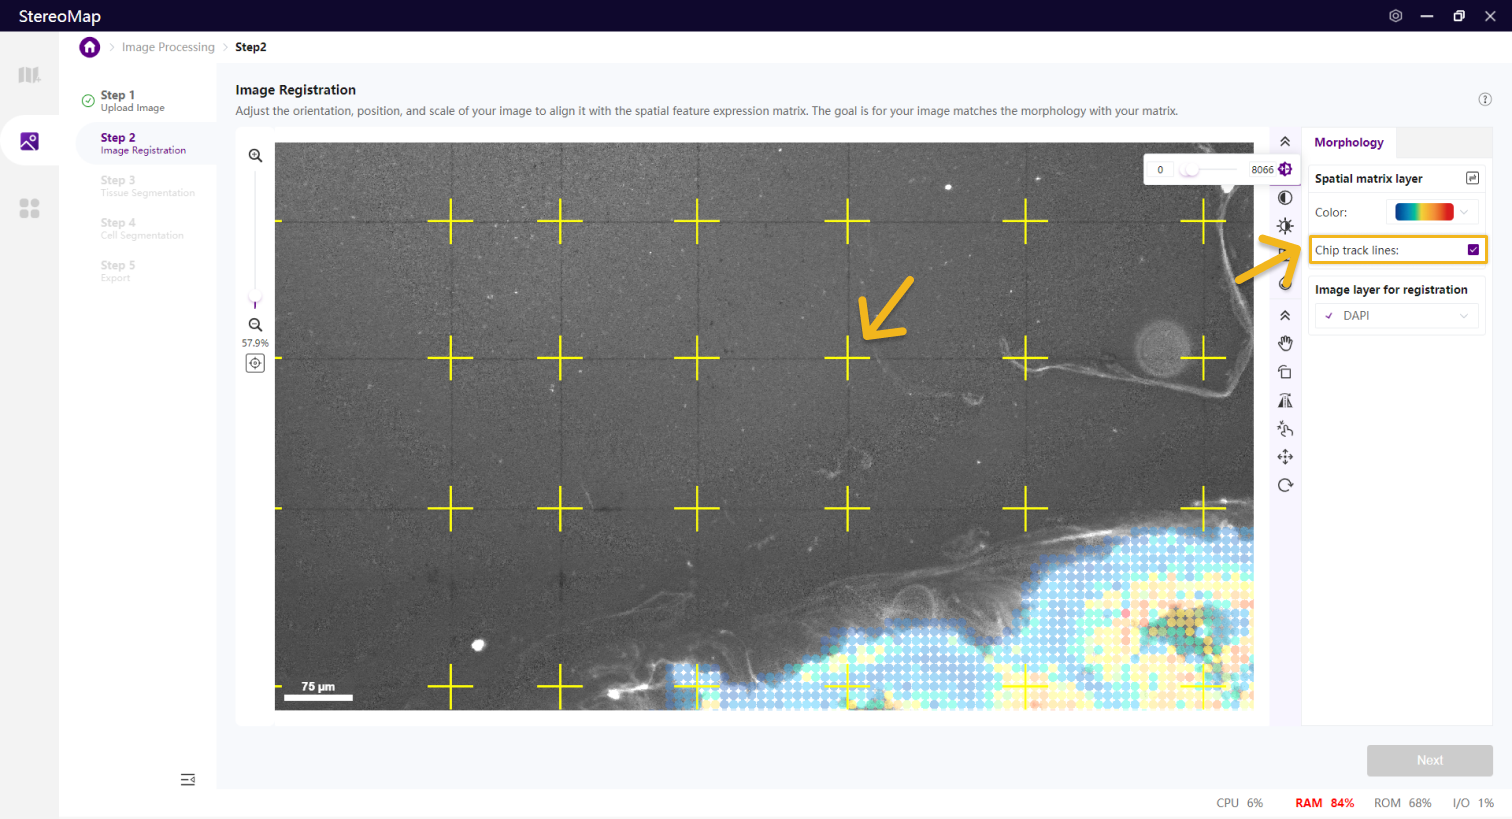 StereoMap
Image Processing
Step2
Step 1
Upload Image
Step 2
Image Registration
Step 3
Tissue Segmentation
Step 4
Cell Segmentation
Step 5
Export
Image Registration
Adjust the orientation, position, and scale of your image to align it with the spatial feature expression matrix. The goal is for your image matches the morphology with your matrix.
57.9%
75 μm
0
8066
Morphology
Spatial matrix layer
Color:
Chip track lines:
Image layer for registration
DAPI
Next
CPU 6% RAM 84% ROM 68% I/O 1%